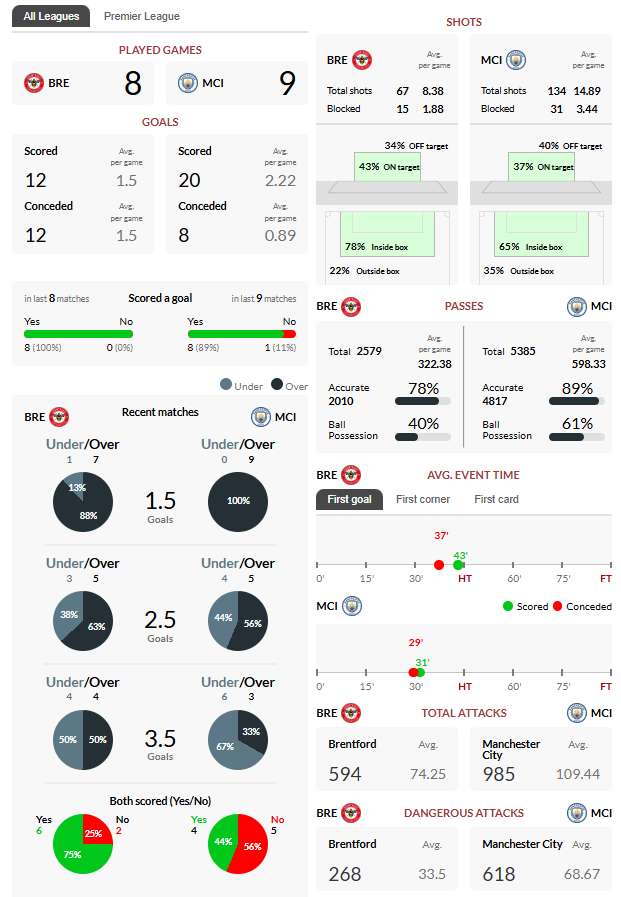 All Leagues Premier League
PLAYED GAMES
BRE 8 MCI 9
GOALS
Scored Avg. per game
12 1.5
Conceded Avg. per game
12 1.5
Scored Avg. per game
20 2.22
Conceded Avg. per game
8 0.89
in last 8 matches Scored a goal in last 9 matches
Yes No Yes No
8 (100%) 0 (0%) 8 (89%) 1 (11%)
Under Over
BRE Recent matches MCI
Under/Over Under/Over
1 7 0 9
13% 88% 1.5 Goals 100%
Under/Over Under/Over
3 5 4 5
38% 63% 2.5 Goals 44% 56%
Under/Over Under/Over
4 4 6 3
50% 50% 3.5 Goals 67% 33%
Both scored (Yes/No)
Yes No Yes No
6 2 4 5
75% 25% 44% 56%
SHOTS
BRE Avg. per game
Total shots 67 8.38
Blocked 15 1.88
34% OFF target
43% ON target
78% Inside box
22% Outside box
MCI Avg. per game
Total shots 134 14.89
Blocked 31 3.44
40% OFF target
37% ON target
65% Inside box
35% Outside box
BRE PASSES MCI
Total 2579 Avg. per game 322.38
Accurate 2010 78%
Ball Possession 40%
Total 5385 Avg. per game 598.33
Accurate 4817 89%
Ball Possession 61%
BRE AVG. EVENT TIME
First goal First corner First card
37'
43'
0' 15' 30' HT 60' 75' FT
MCI Scored Conceded
29'
31'
0' 15' 30' HT 60' 75' FT
BRE TOTAL ATTACKS MCI
Brentford Avg.
594 74.25
Manchester City Avg.
985 109.44
BRE DANGEROUS ATTACKS MCI
Brentford Avg.
268 33.5
Manchester City Avg.
618 68.67